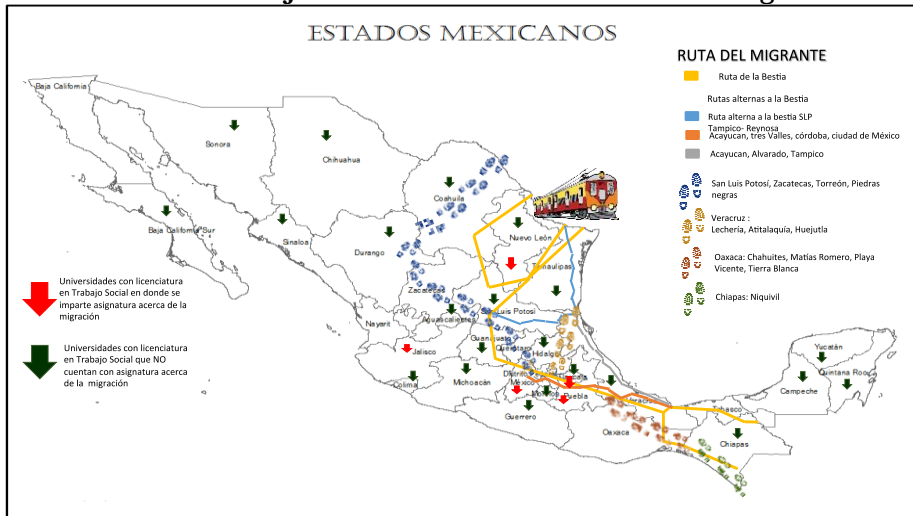 ESTADOS MEXICANOS
RUTA DEL MIGRANTE
Ruta de la Bestia
Rutas alternas a la Bestia
Ruta alterna a la bestia SLP
Tampico- Reynosa
Acayucan, tres Valles, córdoba, ciudad de México
Acayucan, Alvarado, Tampico
San Luis Potosí, Zacatecas, Torreón, Piedras
negras
Veracruz :
Lechería, Atitalaquía, Huejutla
Oaxaca: Chahuites, Matías Romero, Playa
Vicente, Tierra Blanca
Chiapas: Niquivil
Universidades con licenciatura
en Trabajo Social en donde se
imparte asignatura acerca de la
migración
Universidades con licenciatura
en Trabajo Social que NO
cuentan con asignatura acerca
de la migración
Baja California
Sonora
Chihuahua
Coahuila
Baja California Sur
Sinaloa
Durango
Nuevo León
Tamaulipas
Zacatecas
San Luis Potosí
Nayarit
Aguascalientes
Jalisco
Guanajuato
Querétaro
Hidalgo
Colima
Michoacán
Distrito
México
Morelos
Puebla
Guerrero
Oaxaca
Tabasco
Chiapas
Yucatán
Quintana Roo
Campeche